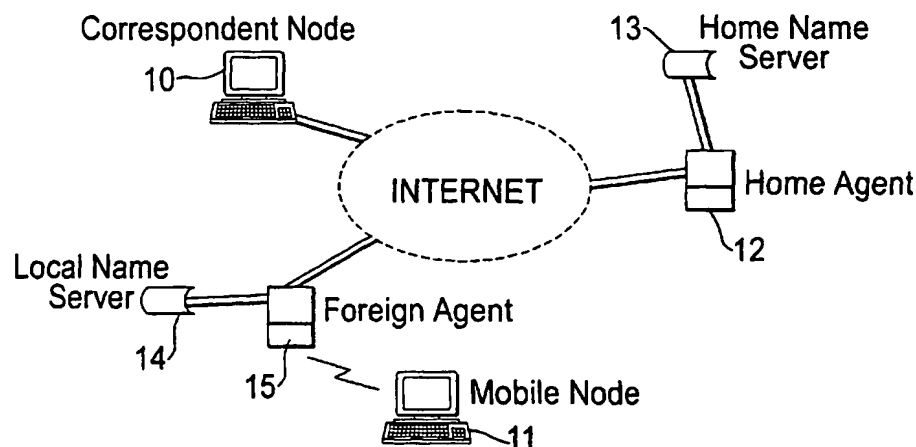 Correspondent Node
10
13
Home Name
Server
INTERNET
Home Agent
12
Local Name
Server
14
Foreign Agent
15
Mobile Node
11